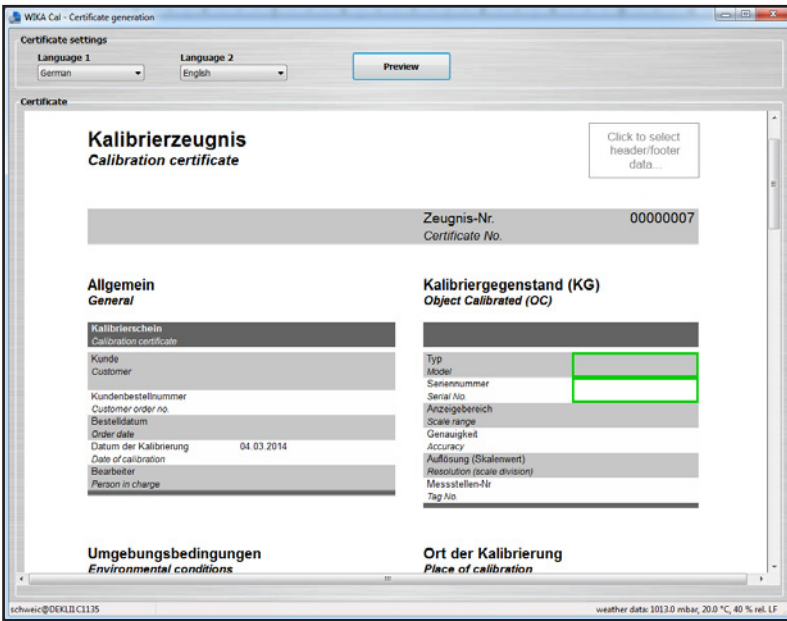 WIKA Cal - Certificate generation
Certificate settings
Language 1
Language 2
German
English
Preview
Certificate
Kalibrierzeugnis
Calibration certificate
Click to select
header/footer
data...
Zeugnis-Nr. 00000007
Certificate No.
Allgemein
General
Kalibrierschein
Calibration certificate
Kunde
Customer
Kundenbestellnummer
Customer order no.
Bestelldatum
Order date
Datum der Kalibrierung 04.03.2014
Date of calibration
Bearbeiter
Person in charge
Kalibriergegenstand (KG)
Object Calibrated (OC)
Typ
Model
Seriennummer
Serial No.
Anzeigebereich
Scale range
Genauigkeit
Accuracy
Auflösung (Skalenwert)
Resolution (scale division)
Messstellen-Nr
Tag No.
Umgebungsbedingungen
Environmental conditions
Ort der Kalibrierung
Place of calibration
weather data: 1013.0 mbar, 20.0 °C, 40 % rel. LF